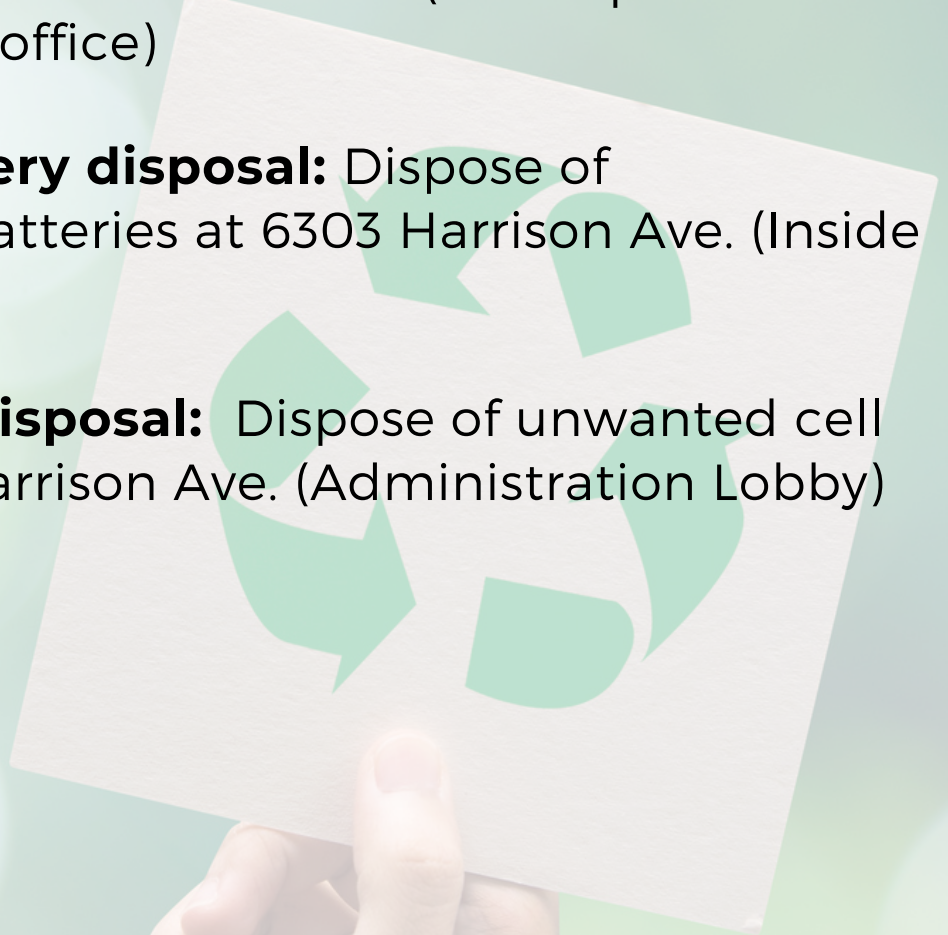 office)
ery disposal: Dispose of
atteries at 6303 Harrison Ave. (Inside
isposal: Dispose of unwanted cell
arrison Ave. (Administration Lobby)